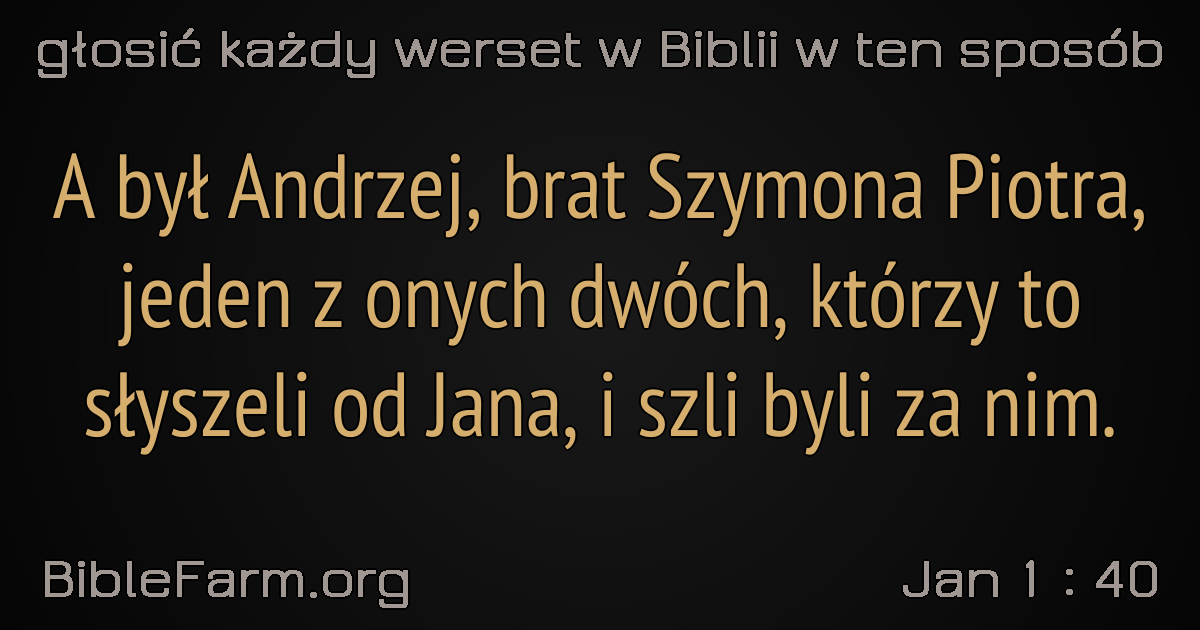 głosić każdy werset w Biblii w ten sposób
A był Andrzej, brat Szymona Piotra,
jeden z onych dwóch, którzy to
słyszeli od Jana, i szli byli za nim.
BibleFarm.org
Jan 1 : 40